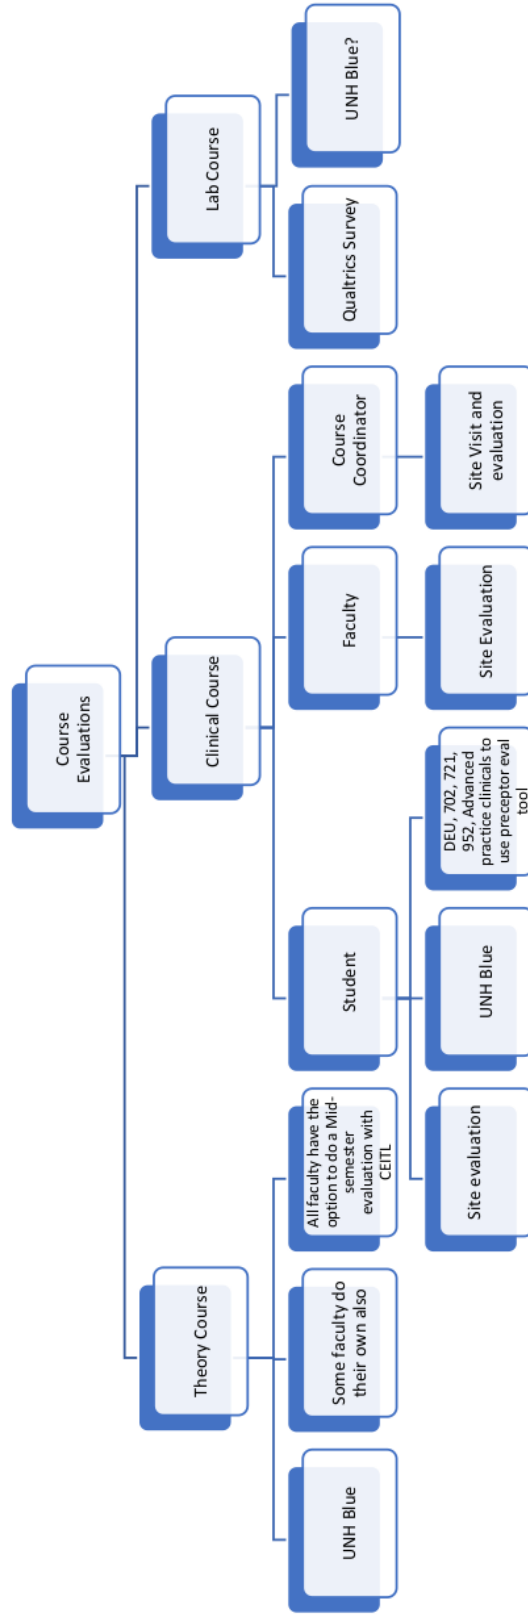 Course
Evaluations
Theory Course
Clinical Course
Lab Course
UNH Blue
Some faculty do
their own also
All faculty have the
option to do a Mid-
semester
evaluation with
CEITL
Student
Faculty
Course
Coordinator
Qualtrics Survey
UNH Blue?
Site evaluation
UNH Blue
DEU, 702, 721,
952, Advanced
practice clinicals to
use preceptor eval
tool
Site Evaluation
Site Visit and
evaluation